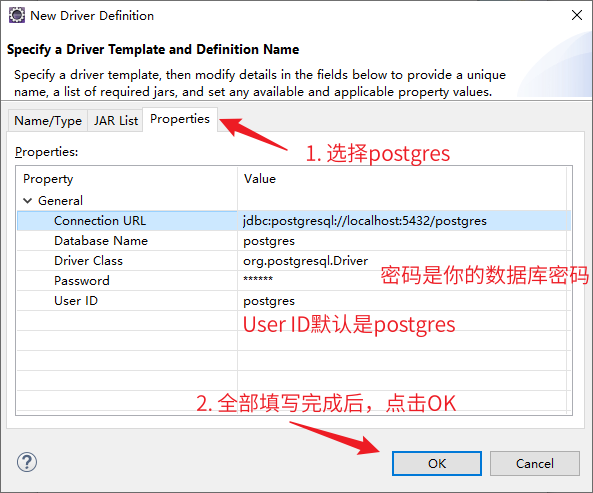 New Driver Definition
Specify a Driver Template and Definition Name
Specify a driver template, then modify details in the fields below to provide a unique
name, a list of required jars, and set any available and applicable property values.
Name/Type JAR List Properties
1. 选择postgres
Properties:
Property Value
General
Connection URL jdbc:postgresql://localhost:5432/postgres
Database Name postgres
Driver Class org.postgresql.Driver
密码是你的数据库密码
Password ******
User ID postgres
User ID默认是postgres
2. 全部填写完成后，点击OK
? OK Cancel